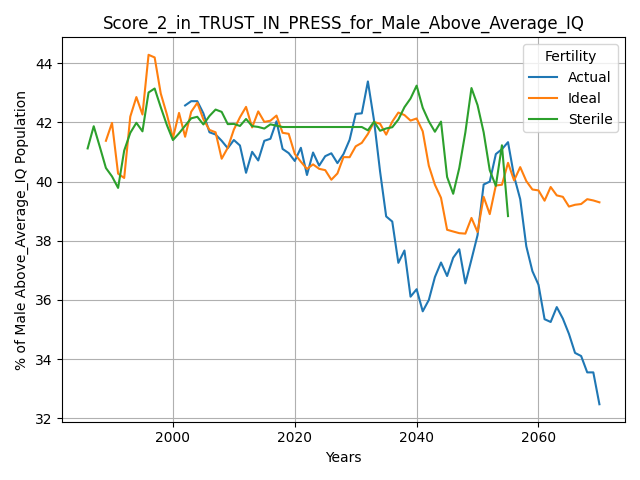 Score_2_in_TRUST_IN_PRESS_for_Male_Above_Average_IQ
% of Male Above_Average_IQ Population
44
42
40
38
36
34
32
Fertility
Actual
Ideal
Sterile
2000 2020 2040 2060
Years